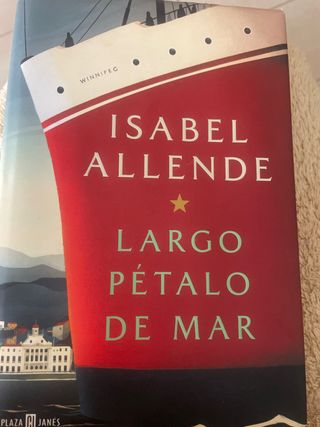 WINNIPEG
ISABEL
ALLENDE
LARGO
PÉTALO
DE MAR
PLAZA JANÉS